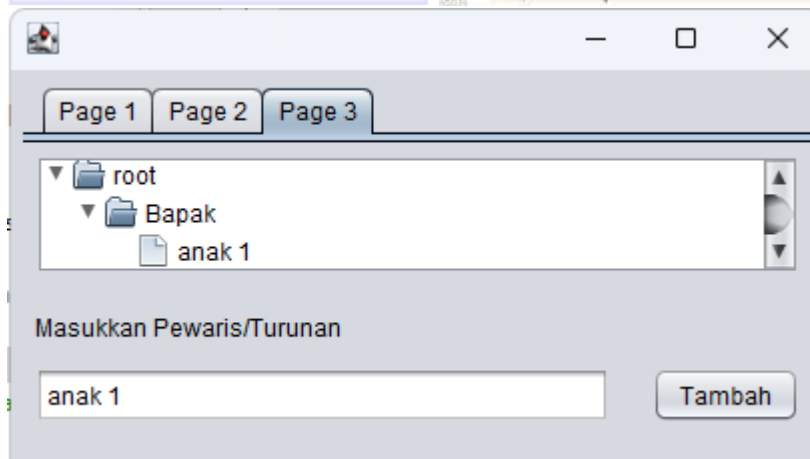 Page 1 Page 2 Page 3
root
Bapak
anak 1
Masukkan Pewaris/Turunan
anak 1 Tambah